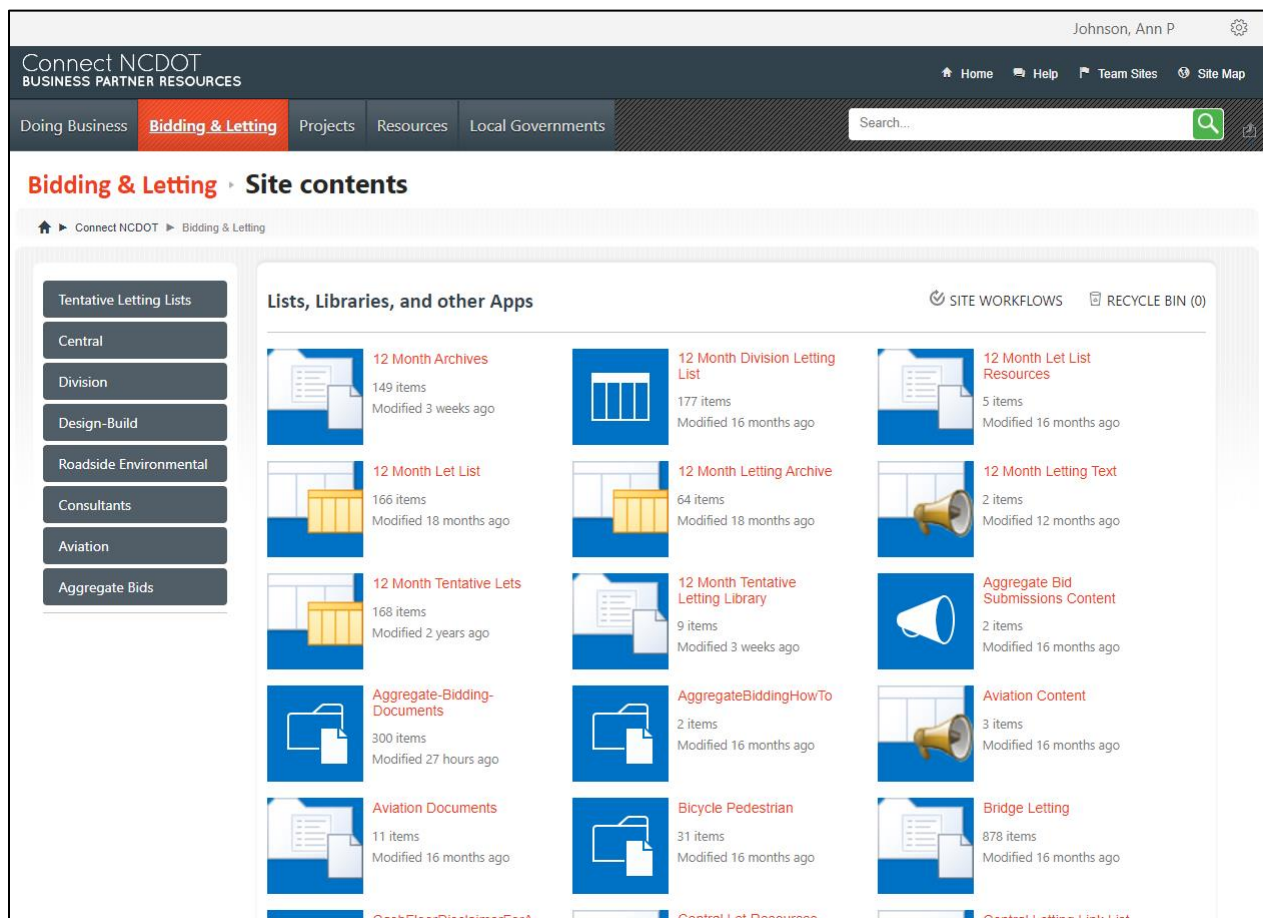 Johnson, Ann P
Connect NCDOT
BUSINESS PARTNER RESOURCES
Home Help Team Sites Site Map
Doing Business Bidding & Letting Projects Resources Local Governments
Search...
Bidding & Letting Site contents
Connect NCDOT Bidding & Letting
Tentative Letting Lists
Central
Division
Design-Build
Roadside Environmental
Consultants
Aviation
Aggregate Bids
Lists, Libraries, and other Apps
SITE WORKFLOWS RECYCLE BIN (0)
12 Month Archives
149 items
Modified 3 weeks ago
12 Month Division Letting
List
177 items
Modified 16 months ago
12 Month Let List
Resources
5 items
Modified 16 months ago
12 Month Let List
166 items
Modified 18 months ago
12 Month Letting Archive
64 items
Modified 18 months ago
12 Month Letting Text
2 items
Modified 12 months ago
12 Month Tentative Lets
168 items
Modified 2 years ago
12 Month Tentative
Letting Library
9 items
Modified 3 weeks ago
Aggregate Bid
Submissions Content
2 items
Modified 16 months ago
Aggregate-Bidding-
Documents
300 items
Modified 27 hours ago
AggregateBiddingHowTo
2 items
Modified 16 months ago
Aviation Content
3 items
Modified 16 months ago
Aviation Documents
11 items
Modified 16 months ago
Bicycle Pedestrian
31 items
Modified 16 months ago
Bridge Letting
878 items
Modified 16 months ago
Central Let Resources
Central Letting Link List